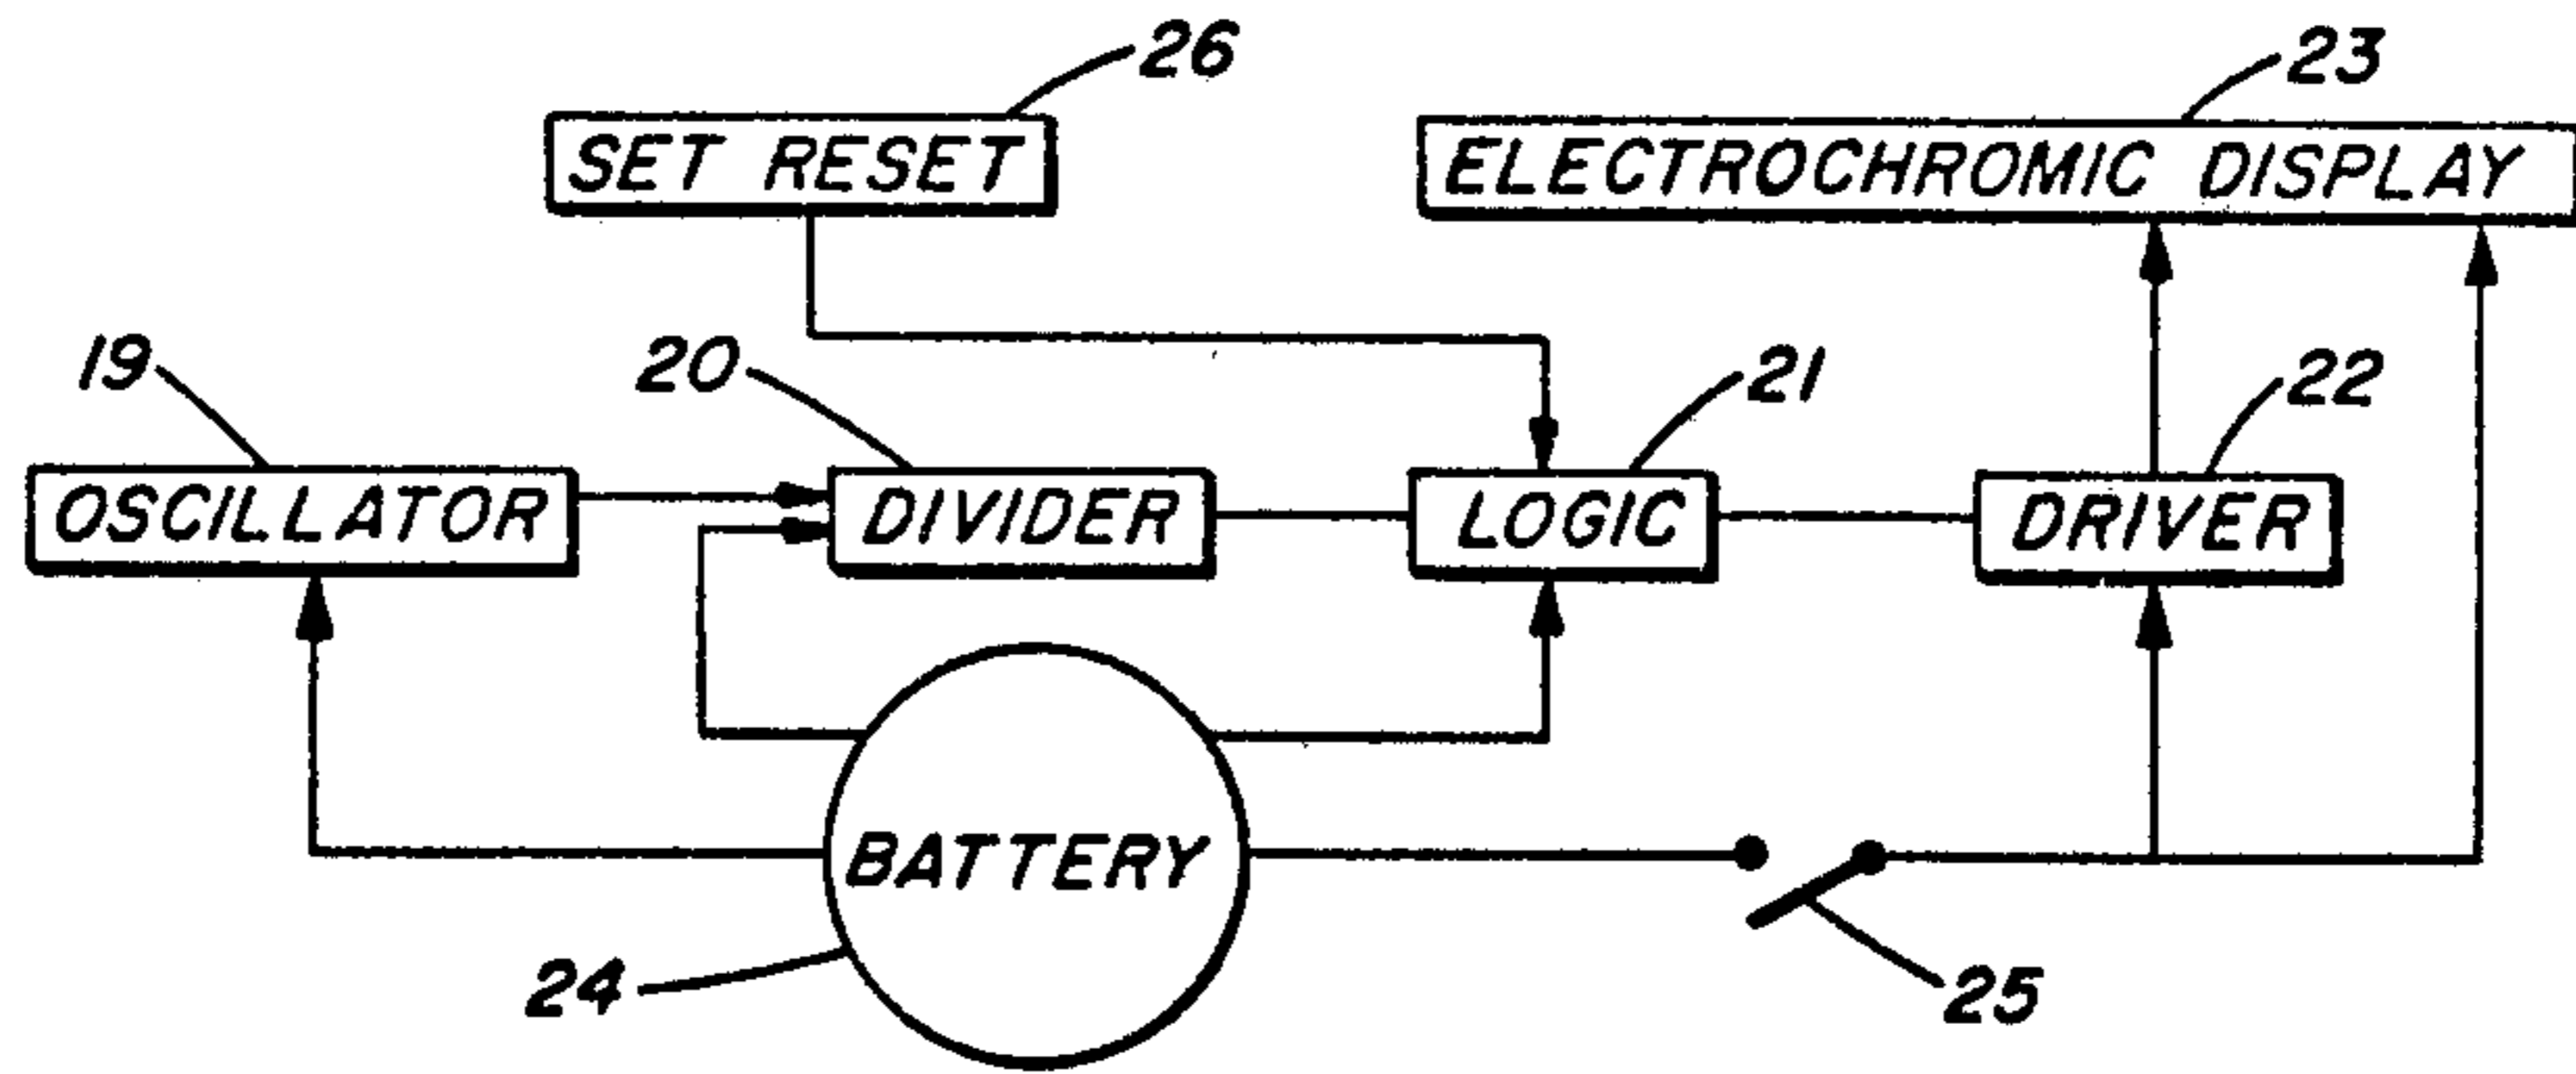 26
23
SET RESET
ELECTROCHROMIC DISPLAY
19
20
21
22
OSCILLATOR
DIVIDER
LOGIC
DRIVER
BATTERY
24
25